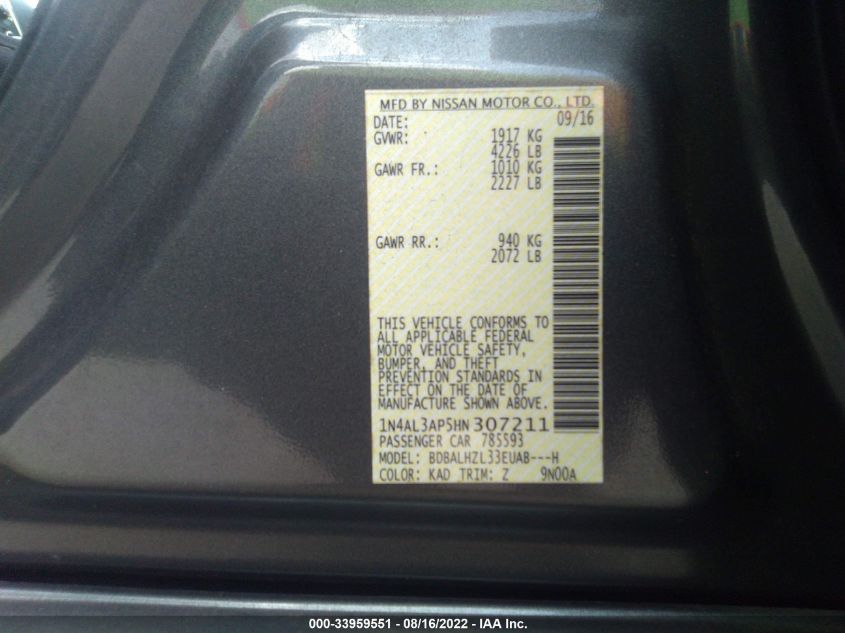 MFD BY NISSAN MOTOR CO., LTD.
DATE: 09/16
GVWR: 1917 KG
4226 LB
GAWR FR.: 1010 KG
2227 LB
GAWR RR.: 940 KG
2072 LB
THIS VEHICLE CONFORMS TO
ALL APPLICABLE FEDERAL
MOTOR VEHICLE SAFETY,
BUMPER, AND THEFT
PREVENTION STANDARDS IN
EFFECT ON THE DATE OF
MANUFACTURE SHOWN ABOVE.
1N4AL3AP5HN 307211
PASSENGER CAR 785593
MODEL: BDBALHZL33EUAB---H
COLOR: KAD TRIM: Z 9N00A
000-33959551 - 08/16/2022 - IAA Inc.